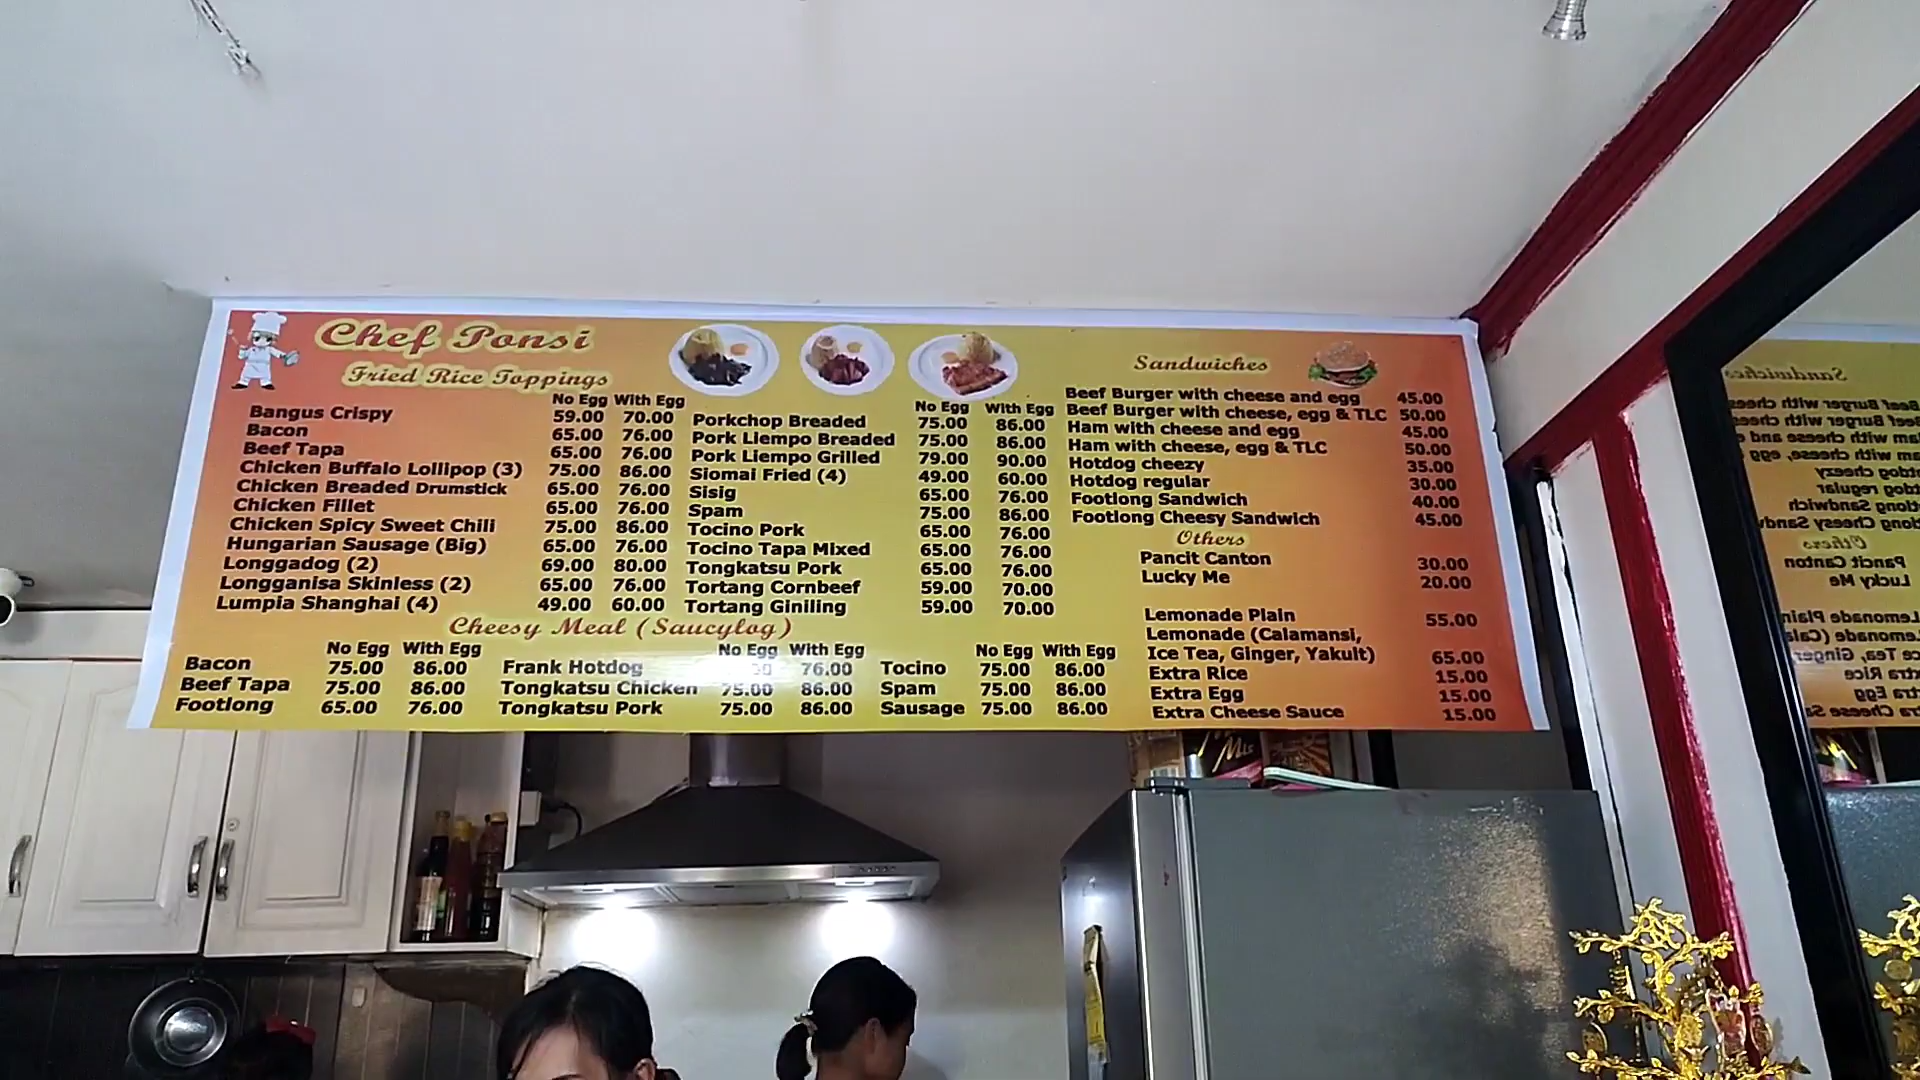 Chef Ponsi
Fried Rice Toppings
No Egg With Egg
Bangus Crispy 59.00 70.00
Bacon 65.00 76.00
Beef Tapa 65.00 76.00
Chicken Buffalo Lollipop (3) 75.00 86.00
Chicken Breaded Drumstick 65.00 76.00
Chicken Fillet 65.00 76.00
Chicken Spicy Sweet Chili 75.00 86.00
Hungarian Sausage (Big) 65.00 76.00
Longgadog (2) 69.00 80.00
Longganisa Skinless (2) 65.00 76.00
Lumpia Shanghai (4) 49.00 60.00
No Egg With Egg
Porkchop Breaded 75.00 86.00
Pork Liempo Breaded 75.00 86.00
Pork Liempo Grilled 79.00 90.00
Siomai Fried (4) 49.00 60.00
Sisig 65.00 76.00
Spam 75.00 86.00
Tocino Pork 65.00 76.00
Tocino Tapa Mixed 65.00 76.00
Tongkatsu Pork 65.00 76.00
Tortang Cornbeef 59.00 70.00
Tortang Giniling 59.00 70.00
Cheesy Meal (Saucylog)
No Egg With Egg
Bacon 75.00 86.00
Beef Tapa 75.00 86.00
Footlong 65.00 76.00
No Egg With Egg
Frank Hotdog 76.00
Tongkatsu Chicken 75.00 86.00
Tongkatsu Pork 75.00 86.00
No Egg With Egg
Tocino 75.00 86.00
Spam 75.00 86.00
Sausage 75.00 86.00
Sandwiches
Beef Burger with cheese and egg 45.00
Beef Burger with cheese, egg & TLC 50.00
Ham with cheese and egg 45.00
Ham with cheese, egg & TLC 50.00
Hotdog cheezy 35.00
Hotdog regular 30.00
Footlong Sandwich 40.00
Footlong Cheesy Sandwich 45.00
Others
Pancit Canton 30.00
Lucky Me 20.00
Lemonade Plain 55.00
Lemonade (Calamansi,
Ice Tea, Ginger, Yakult) 65.00
Extra Rice 15.00
Extra Egg 15.00
Extra Cheese Sauce 15.00